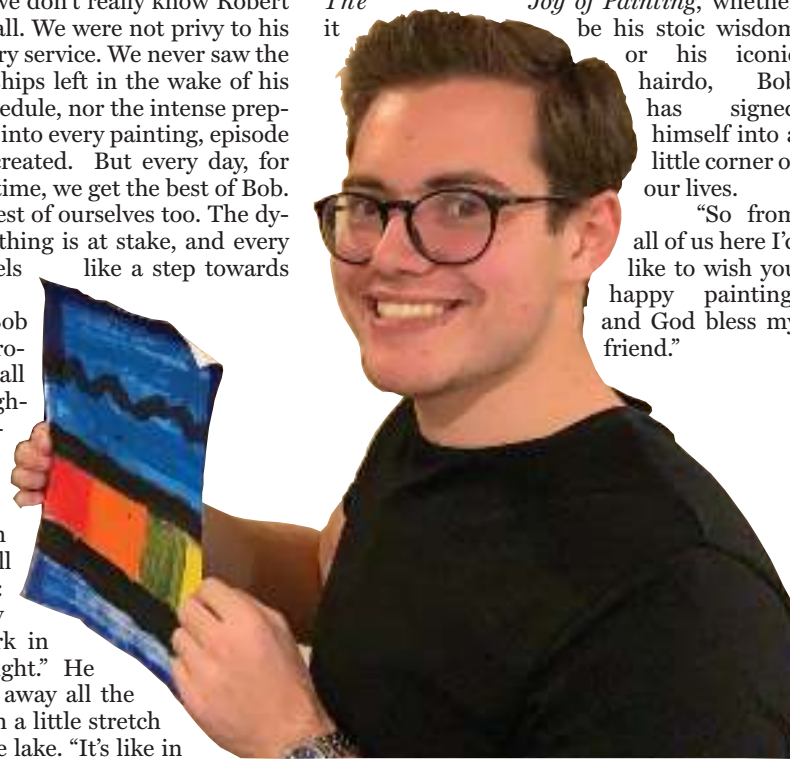 we don’t really know Robert
all. We were not privy to his
ry service. We never saw the
hips left in the wake of his
edule, nor the intense prep-
into every painting, episode
created. But every day, for
time, we get the best of Bob.
est of ourselves too. The dy-
thing is at stake, and every
els like a step towards
Bob
ro-
all
gh-
-
ll
rk in
ght.” He
away all the
n a little stretch
e lake. “It’s like in
The Joy of Painting, whether
it be his stoic wisdom
or his iconic
hairdo, Bob
has signed
himself into a
little corner o
our lives.
“So from
all of us here I’d
like to wish you
happy painting
and God bless my
friend.”